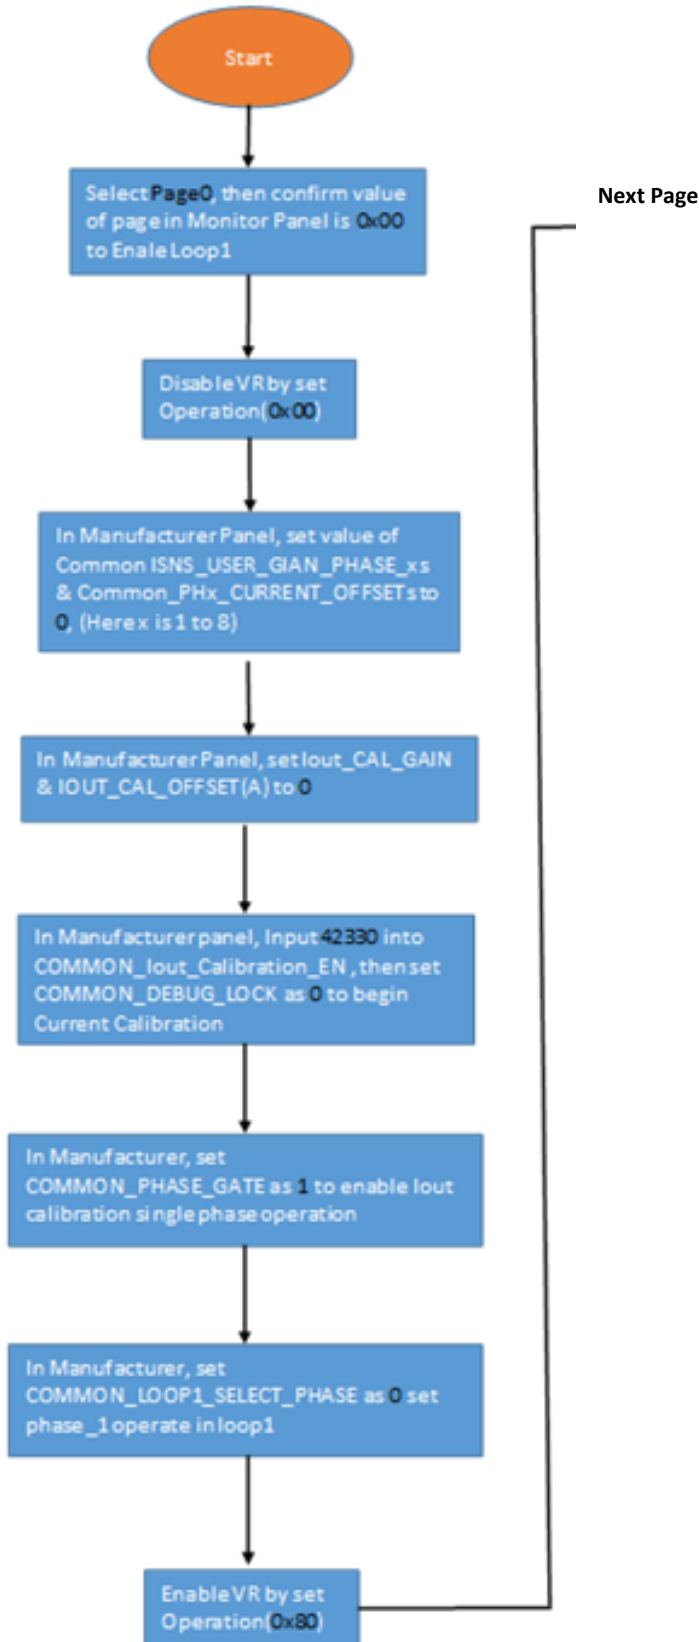 Start
Select Page0, then confirm value
of page in Monitor Panel is 0x00
to Enale Loop1
Disable VR by set
Operation(0x00)
In Manufacturer Panel, set value of
Common ISNS_USER_GIAN_PHASE_xs
& Common_PHx_CURRENT_OFFSETs to
0, (Here x is 1 to 8)
In Manufacturer Panel, set Iout_CAL_GAIN
& IOUT_CAL_OFFSET(A) to 0
In Manufacturer panel, Input 42330 into
COMMON_Iout_Calibration_EN , then set
COMMON_DEBUG_LOCK as 0 to begin
Current Calibration
In Manufacturer, set
COMMON_PHASE_GATE as 1 to enable Iout
calibration single phase operation
In Manufacturer, set
COMMON_LOOP1_SELECT_PHASE as 0 set
phase_1 operate in loop1
Enable VR by set
Operation(0x80)
Next Page